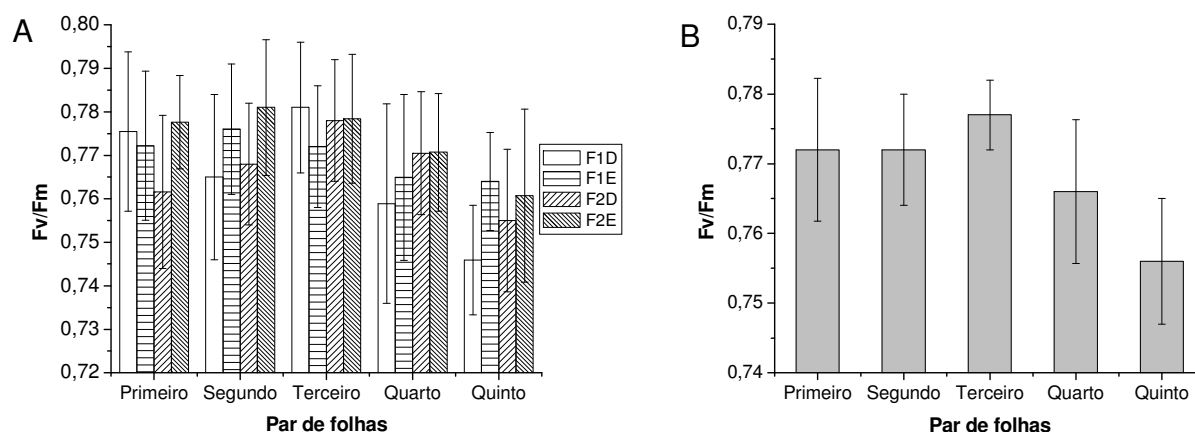 A
Fv/Fm
0,80
0,79
0,78
0,77
0,76
0,75
0,74
0,73
0,72
Primeiro Segundo Terceiro Quarto Quinto
Par de folhas
F1D
F1E
F2D
F2E
B
Fv/Fm
0,79
0,78
0,77
0,76
0,75
0,74
Primeiro Segundo Terceiro Quarto Quinto
Par de folhas